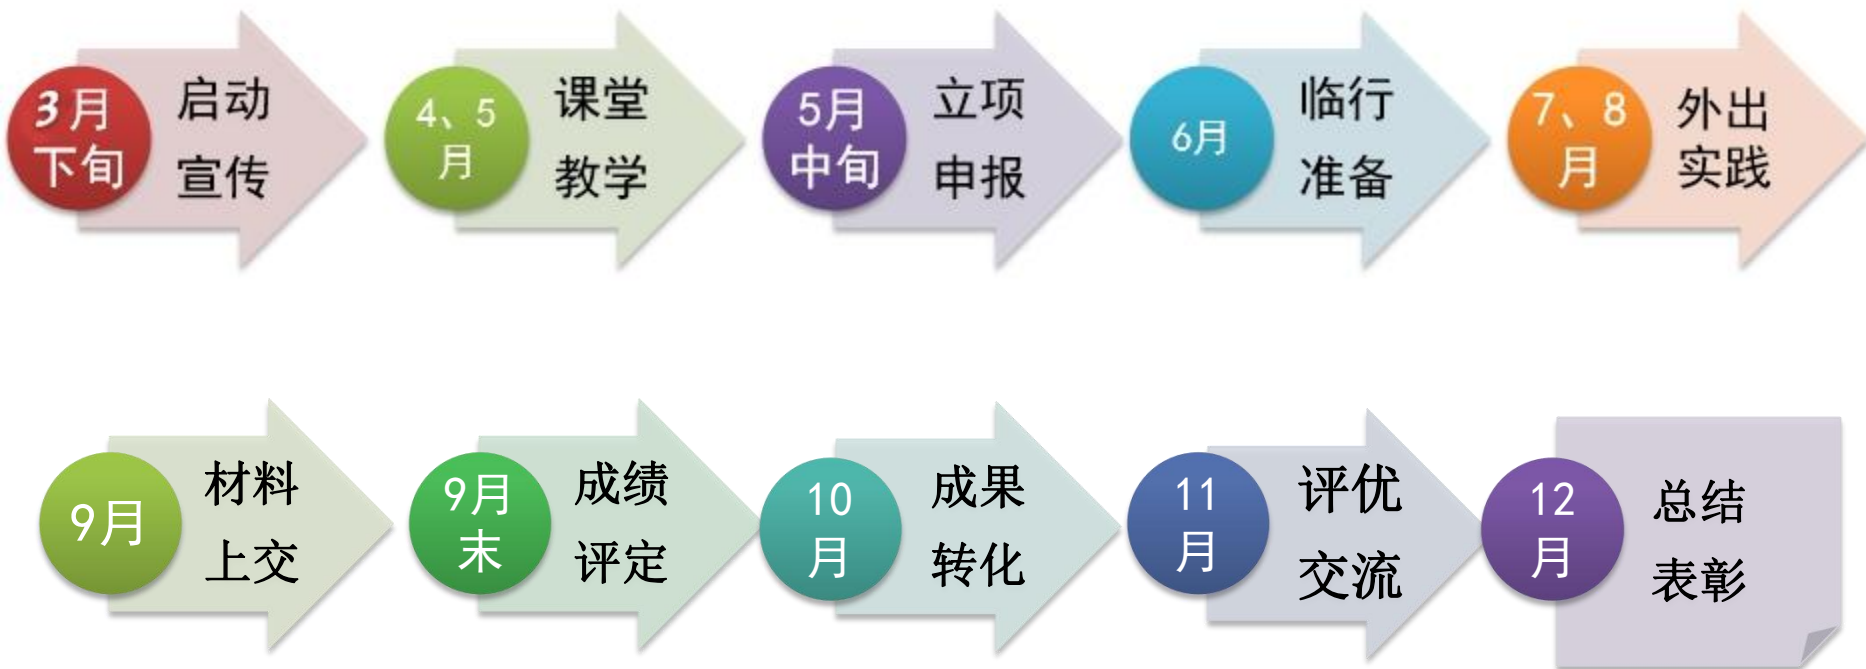 3月
下旬
启动
宣传
4、5
月
课堂
教学
5月
中旬
立项
申报
6月
临行
准备
7、8
月
外出
实践
9月
材料
上交
9月
末
成绩
评定
10
月
成果
转化
11
月
评优
交流
12
月
总结
表彰